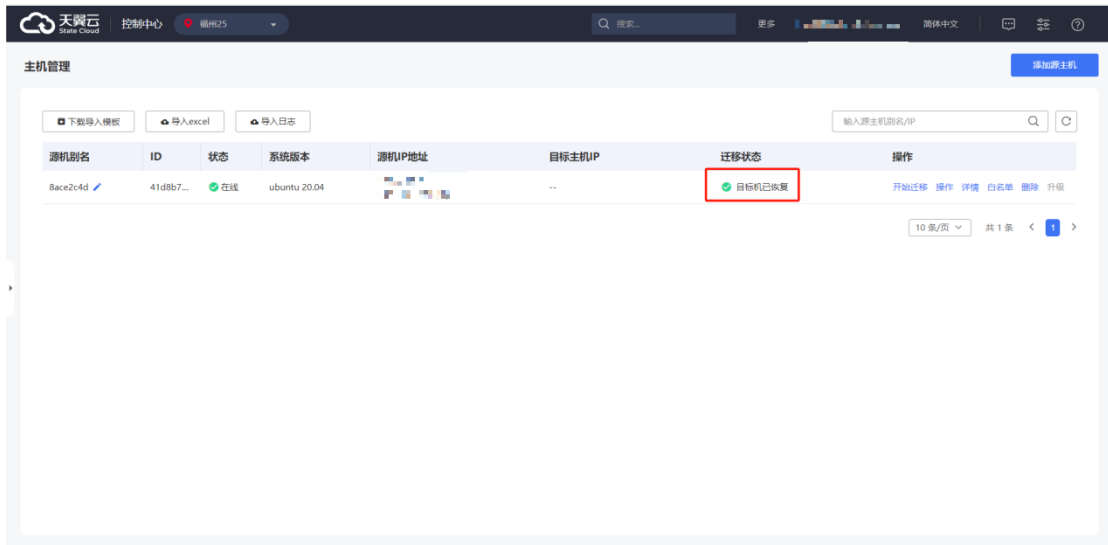 天翼云 State Cloud 控制中心 福州25 搜索... 更多 简体中文
主机管理 添加源主机
下载导入模板 导入excel 导入日志 输入源主机别名/IP
源机别名 ID 状态 系统版本 源机IP地址 目标主机IP 迁移状态 操作
8ace2c4d 41d8b7... 在线 ubuntu 20.04 -- 目标机已恢复 开始迁移 操作 详情 白名单 删除 升级
10 条/页 共 1 条 1